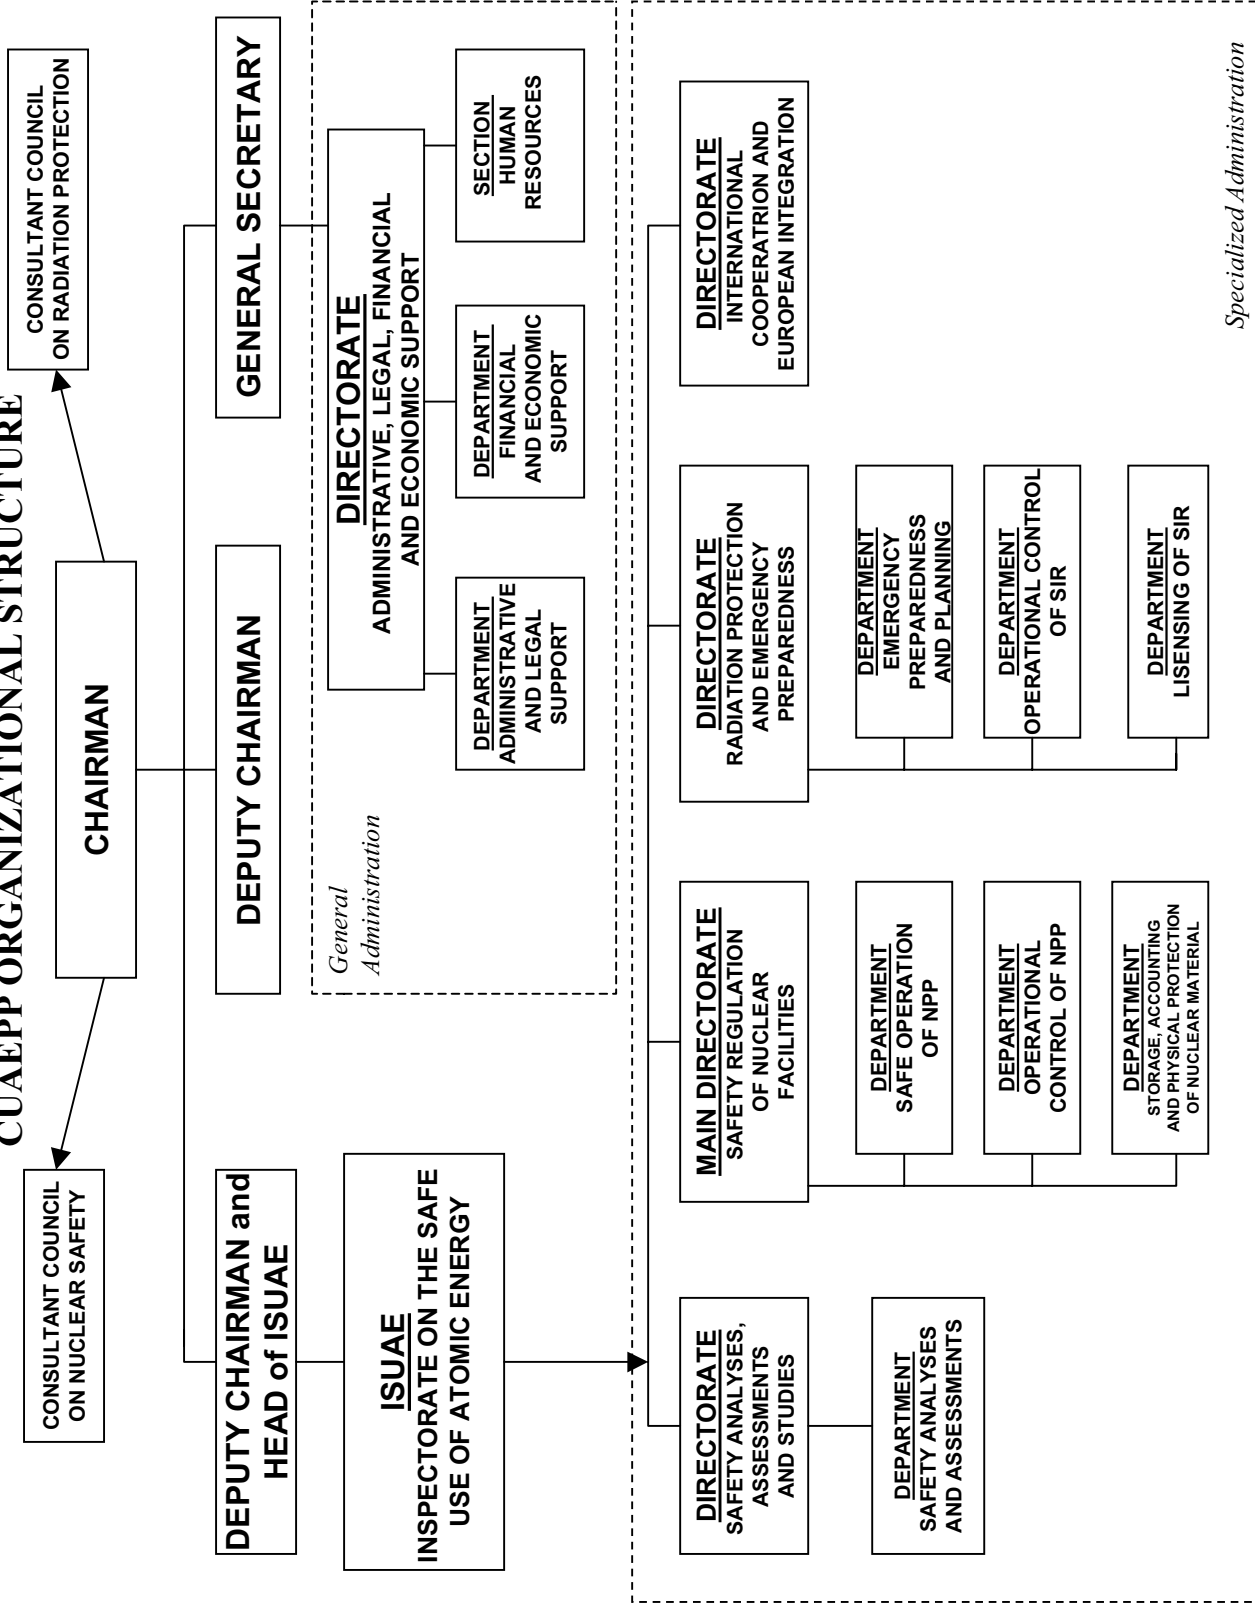 CUAEPP ORGANIZATIONAL STRUCTURE
CONSULTANT COUNCIL
ON NUCLEAR SAFETY
CHAIRMAN
CONSULTANT COUNCIL
ON RADIATION PROTECTION
DEPUTY CHAIRMAN and
HEAD of ISUAE
DEPUTY CHAIRMAN
GENERAL SECRETARY
ISUAE
INSPECTORATE ON THE SAFE
USE OF ATOMIC ENERGY
General
Administration
DIRECTORATE
ADMINISTRATIVE, LEGAL, FINANCIAL
AND ECONOMIC SUPPORT
DEPARTMENT
ADMINISTRATIVE
AND LEGAL
SUPPORT
DEPARTMENT
FINANCIAL
AND ECONOMIC
SUPPORT
SECTION
HUMAN
RESOURCES
DIRECTORATE
SAFETY ANALYSES,
ASSESSMENTS
AND STUDIES
MAIN DIRECTORATE
SAFETY REGULATION
OF NUCLEAR
FACILITIES
DIRECTORATE
RADIATION PROTECTION
AND EMERGENCY
PREPAREDNESS
DIRECTORATE
INTERNATIONAL
COOPERATRION AND
EUROPEAN INTEGRATION
DEPARTMENT
SAFETY ANALYSES
AND ASSESSMENTS
DEPARTMENT
SAFE OPERATION
OF NPP
DEPARTMENT
OPERATIONAL
CONTROL OF NPP
DEPARTMENT
STORAGE, ACCOUNTING
AND PHYSICAL PROTECTION
OF NUCLEAR MATERIAL
DEPARTMENT
EMERGENCY
PREPAREDNESS
AND PLANNING
DEPARTMENT
OPERATIONAL CONTROL
OF SIR
DEPARTMENT
LISENSING OF SIR
Specialized Administration